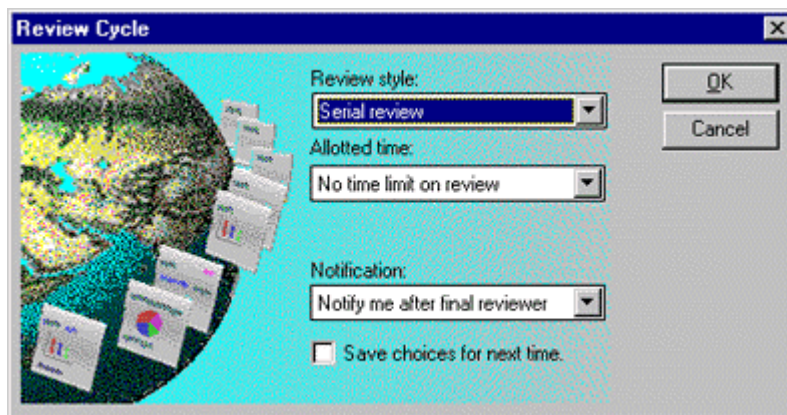 Review Cycle
Review style:
Serial review
Allotted time:
No time limit on review
Notification:
Notify me after final reviewer
Save choices for next time.
OK
Cancel